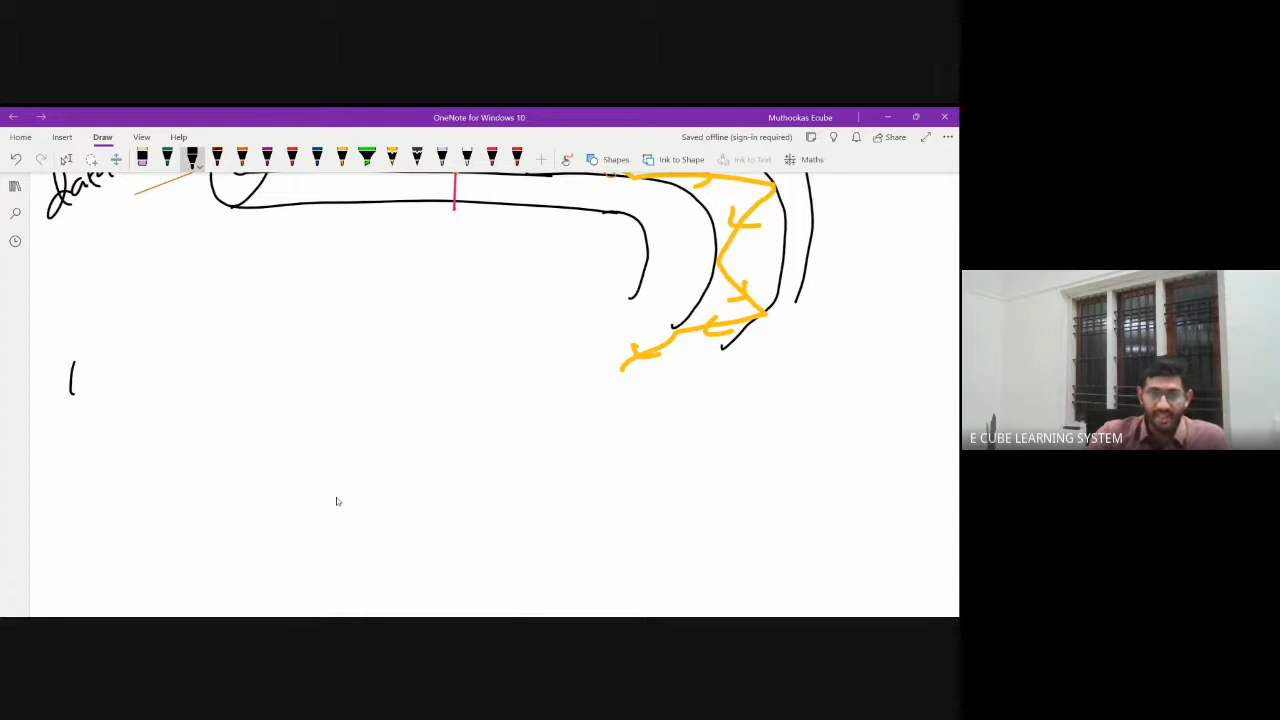 OneNote for Windows 10
Muthookas Ecube
Home Insert Draw View Help
Saved offline (sign-in required)
Share
Shapes
Ink to Shape
Ink to Text
Maths
E CUBE LEARNING SYSTEM